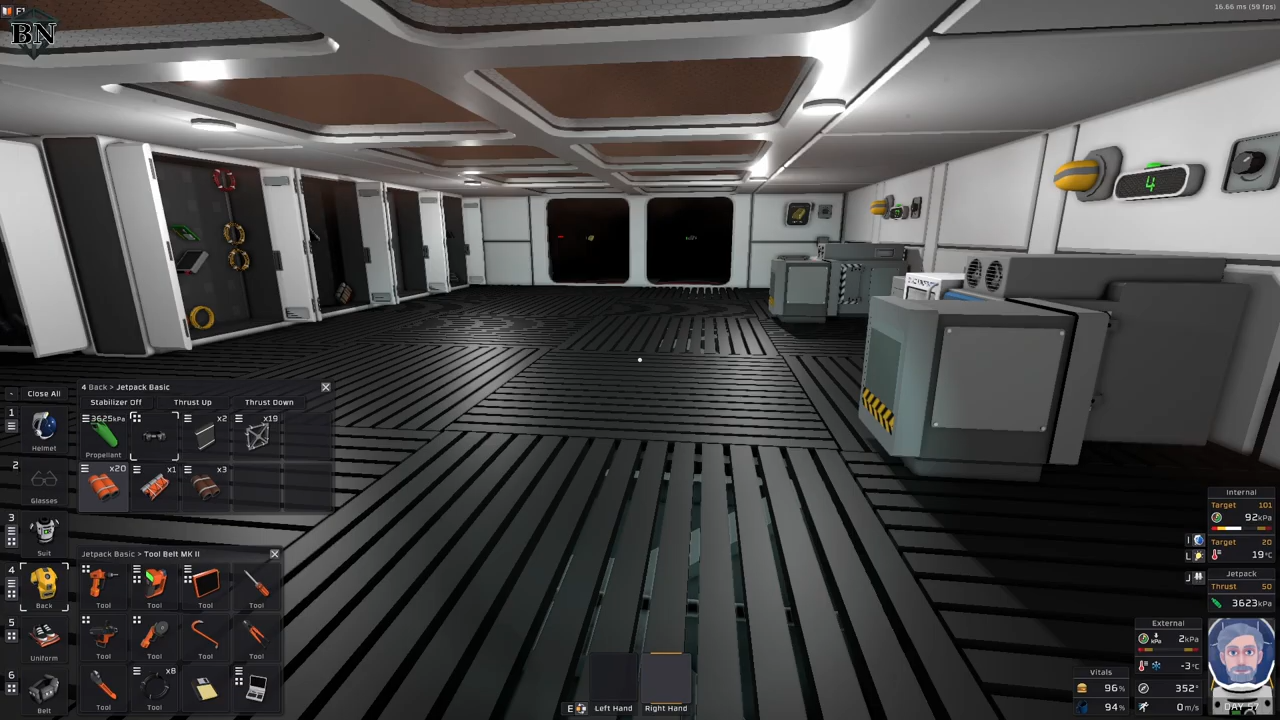 F1
16.66 ms (59 fps)
BN
4
4 Back > Jetpack Basic
Stabilizer Off
Thrust Up
Thrust Down
3625kPa
x2
x19
Propellant
x20
x1
x3
Close All
1
Helmet
2
Glasses
3
Suit
4
Back
5
Uniform
6
Belt
Jetpack Basic > Tool Belt MK II
Tool
Tool
Tool
Tool
Tool
Tool
Tool
Tool
Tool
x8
E
Left Hand
Right Hand
Internal
Target 101
92kPa
Target 20
19°C
I
L
J
Jetpack
Thrust 50
3623kPa
External
kPa
2kPa
-3°C
352°
0m/s
Vitals
96%
94%
DAY 57